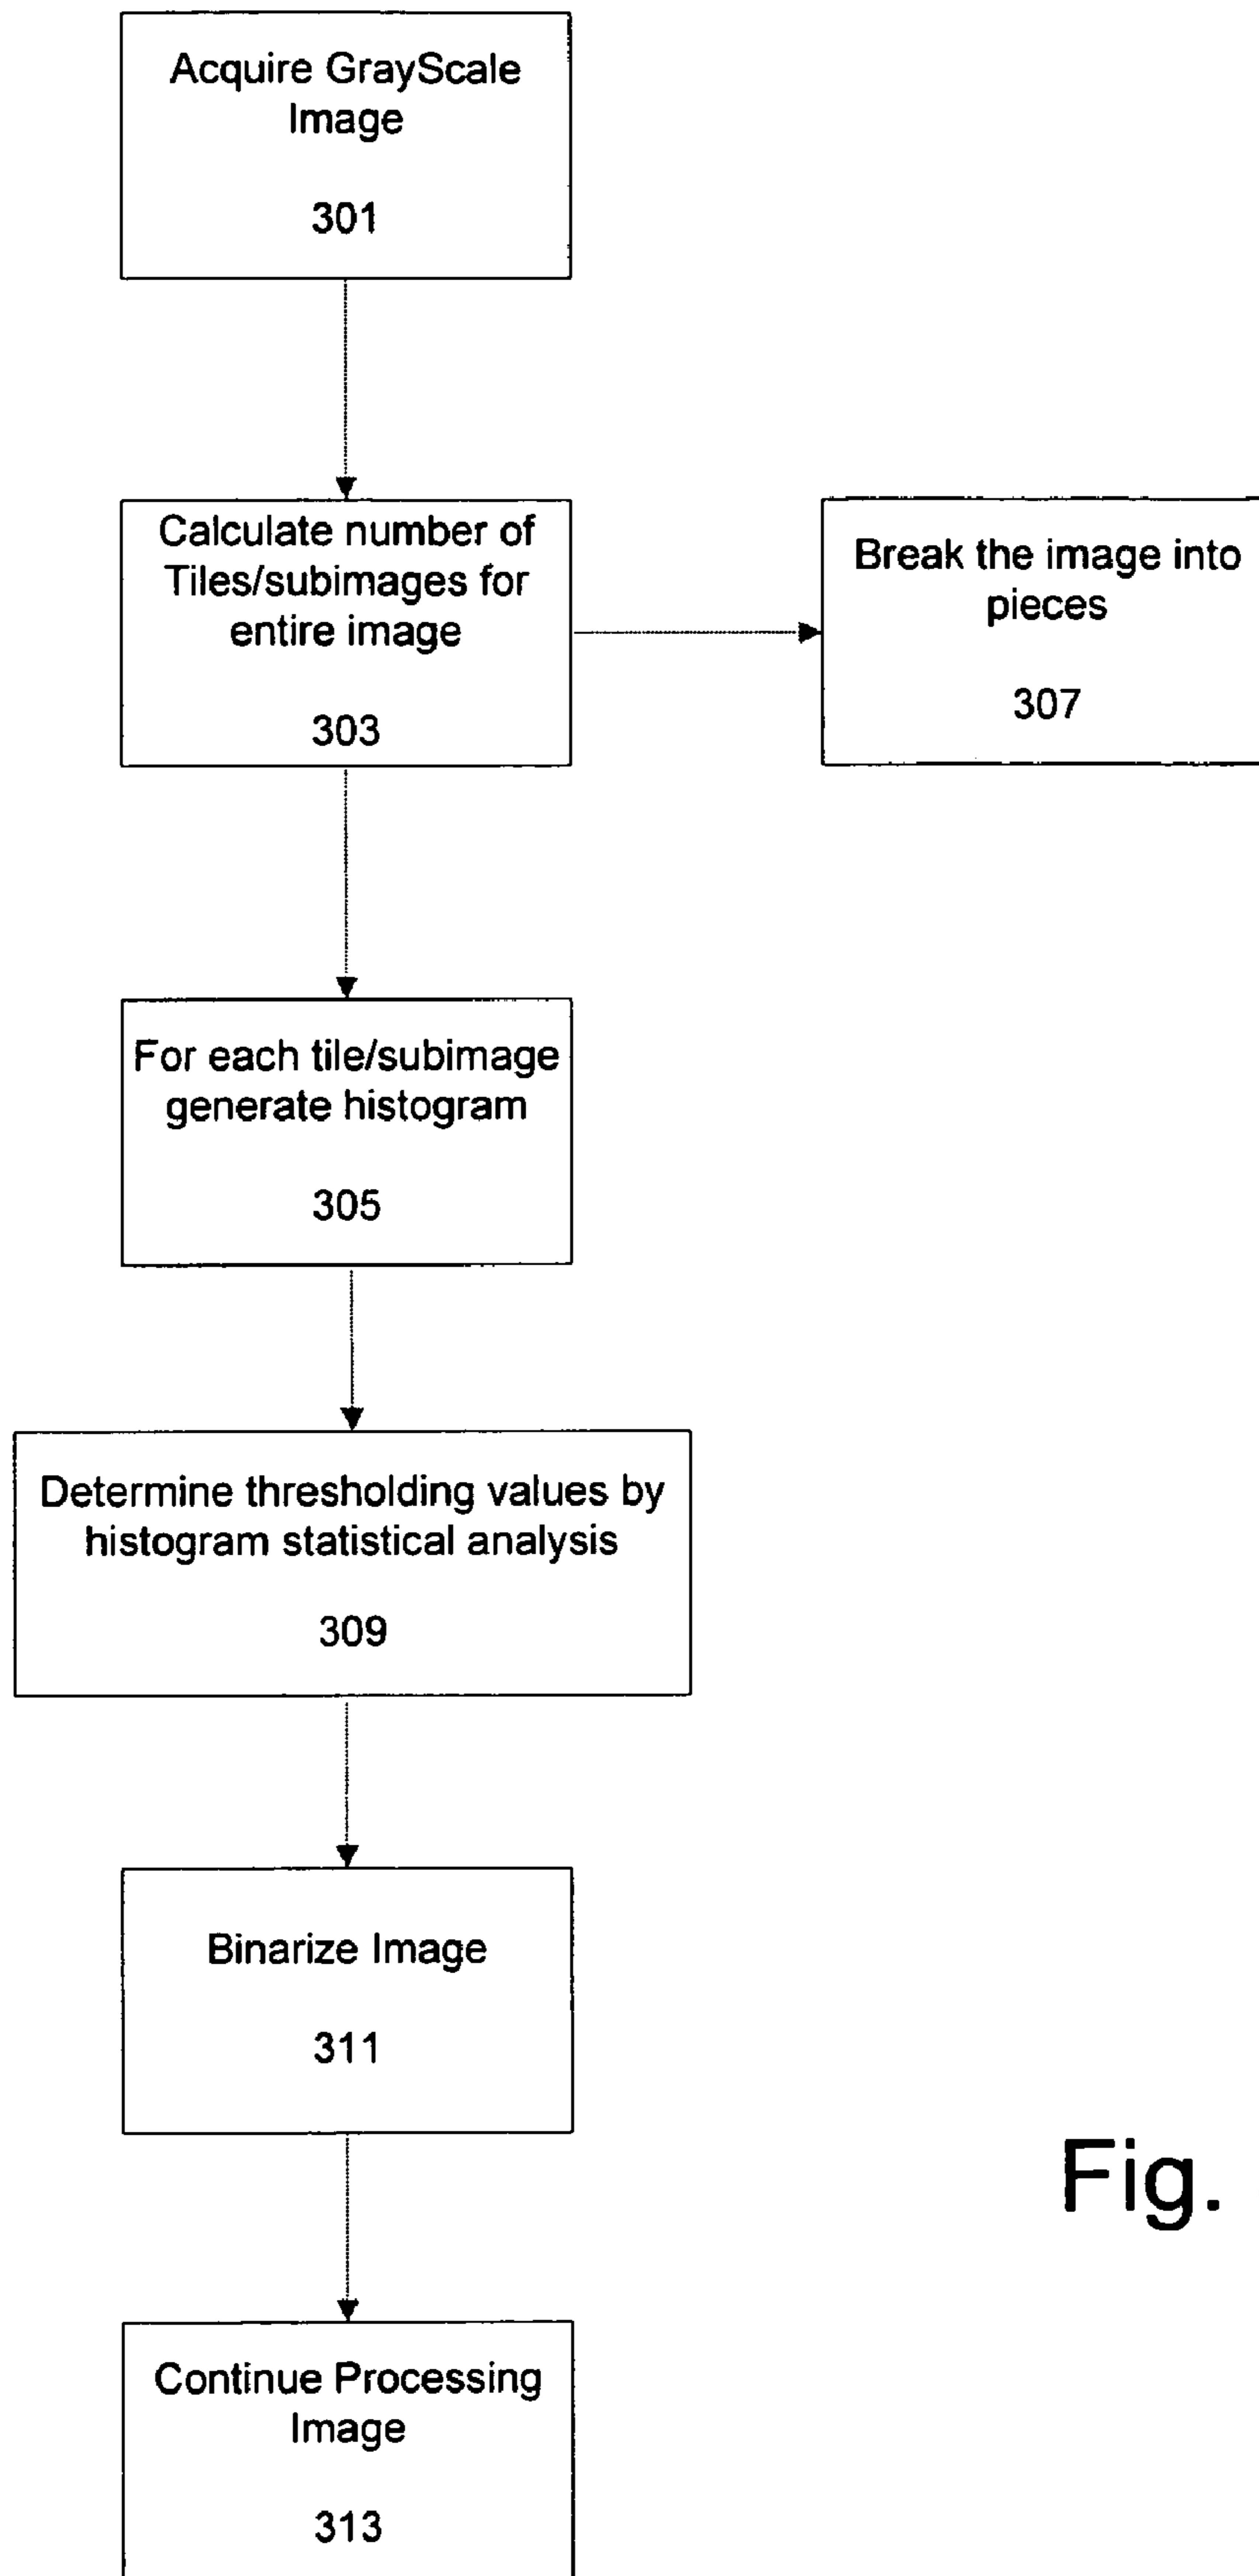 Acquire GrayScale
Image
301
Calculate number of
Tiles/subimages for
entire image
303
Break the image into
pieces
307
For each tile/subimage
generate histogram
305
Determine thresholding values by
histogram statistical analysis
309
Binarize Image
311
Fig.
Continue Processing
Image
313